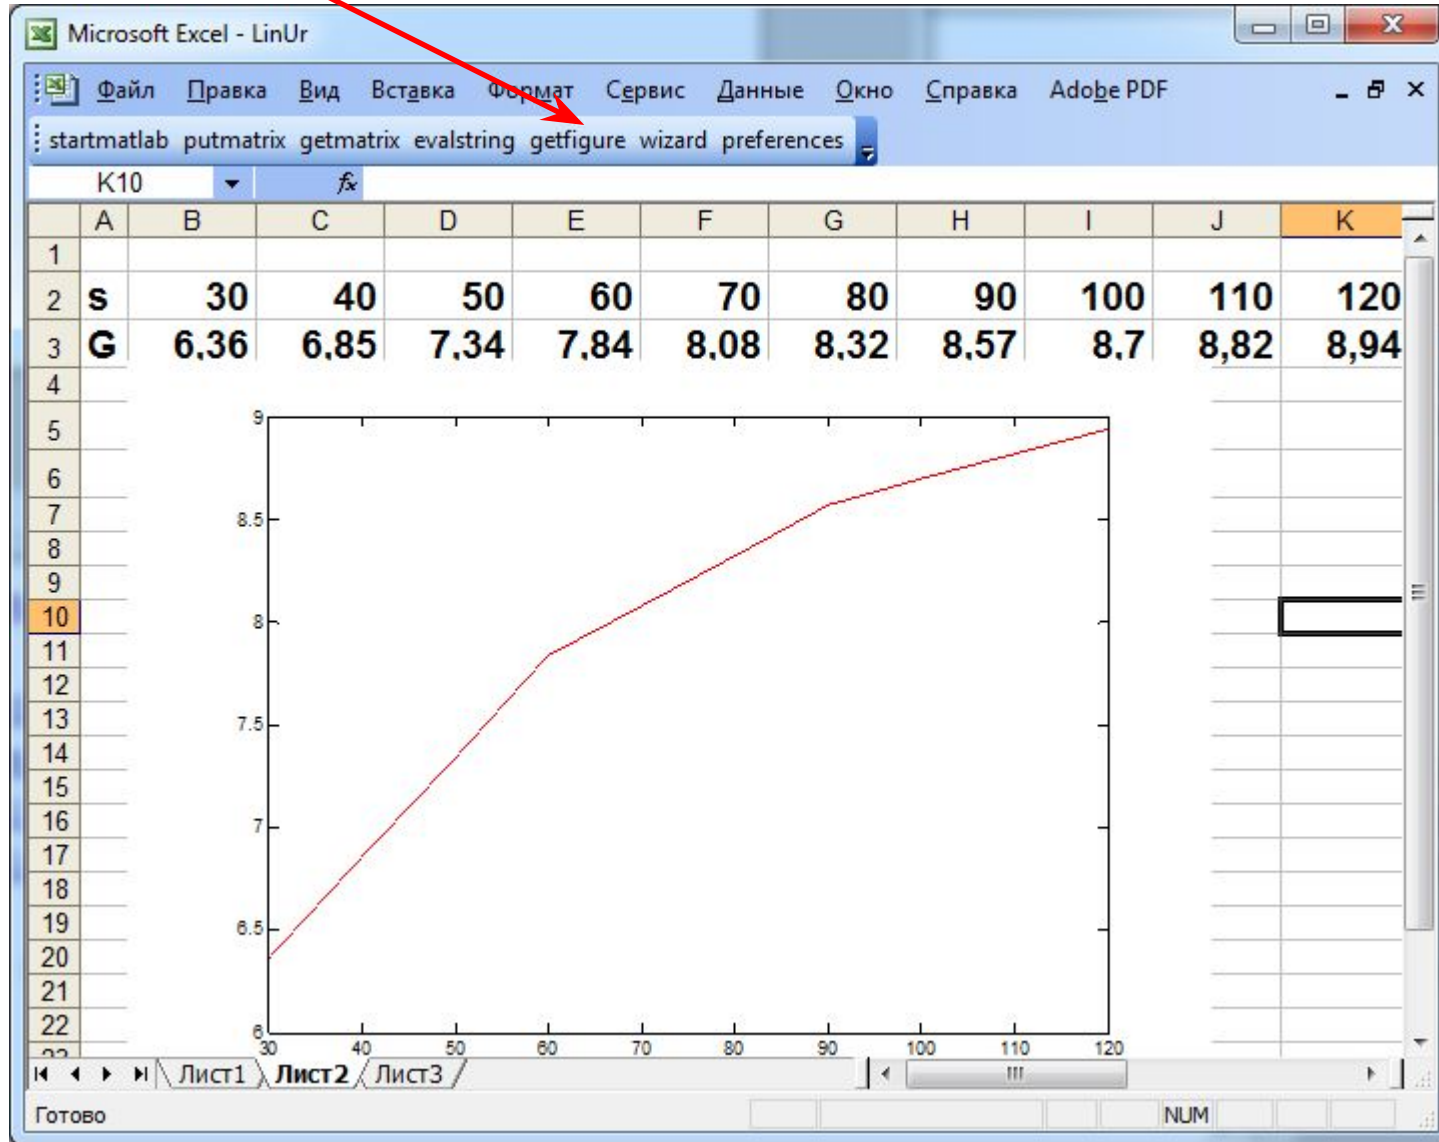 Microsoft Excel - LinUr
Файл Правка Вид Вставка Формат Сервис Данные Окно Справка Adobe PDF
startmatlab putmatrix getmatrix evalstring getfigure wizard preferences
K10 fx
A B C D E F G H I J K
1
2 s 30 40 50 60 70 80 90 100 110 120
3 G 6,36 6,85 7,34 7,84 8,08 8,32 8,57 8,7 8,82 8,94
4
5
6
7
8
9
10
11
12
13
14
15
16
17
18
19
20
21
22
23
9
8.5
8
7.5
7
6.5
6
30 40 50 60 70 80 90 100 110 120
Лист1 Лист2 Лист3
Готово NUM